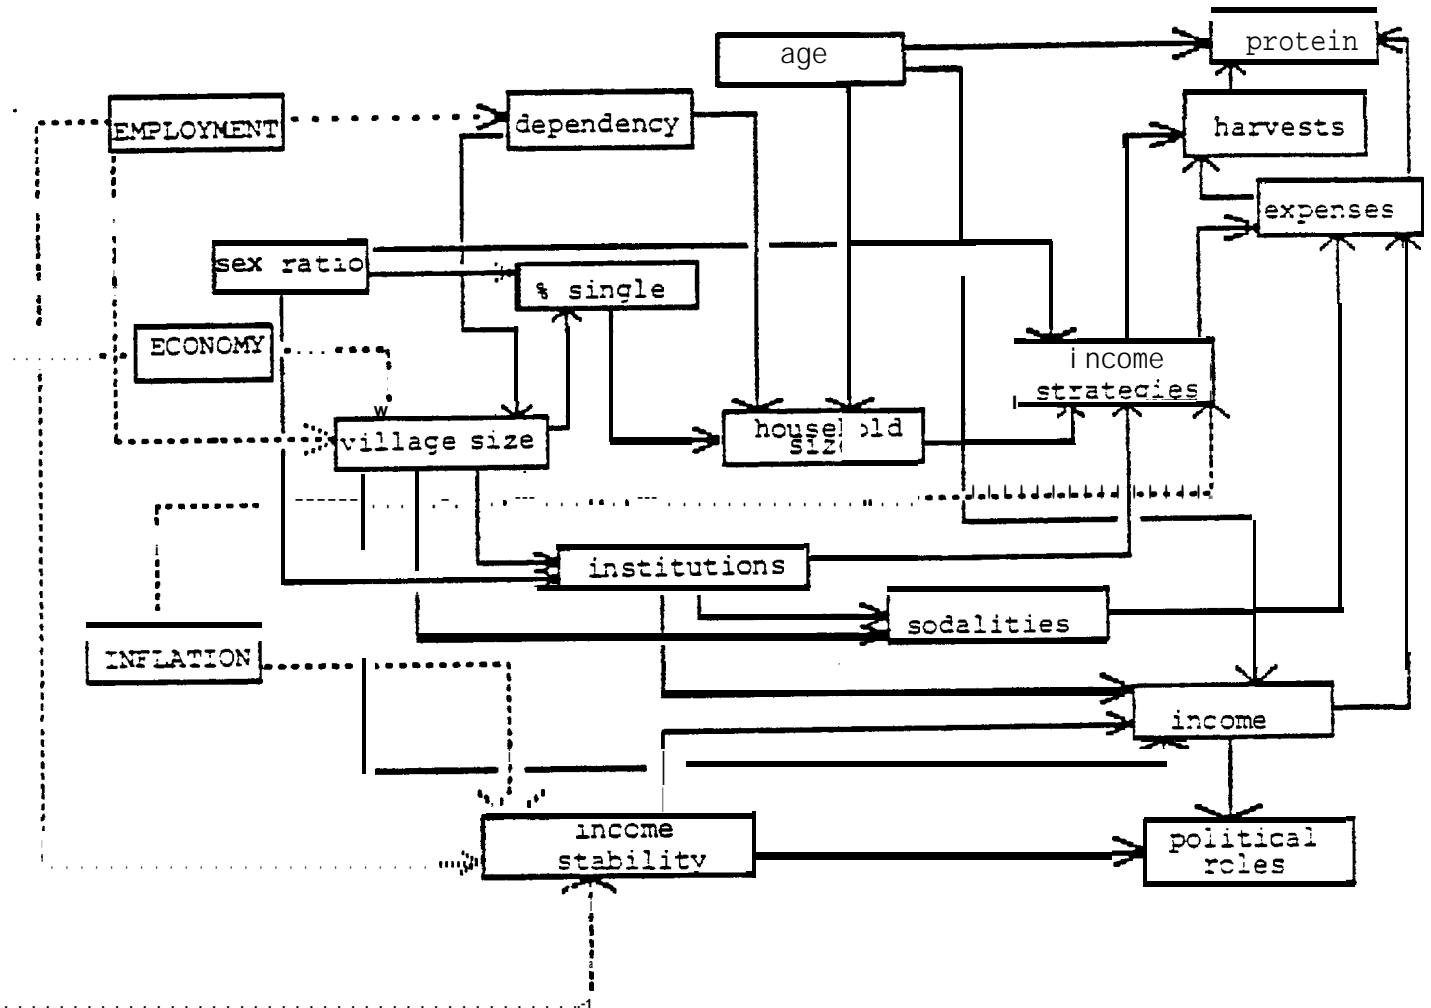 age
protein
EMPLOYMENT
dependency
harvests
expenses
sex ratio
% single
ECONOMY
income
strategies
village size
household
size
institutions
sodalities
INFLATION
income
income
stability
political
roles